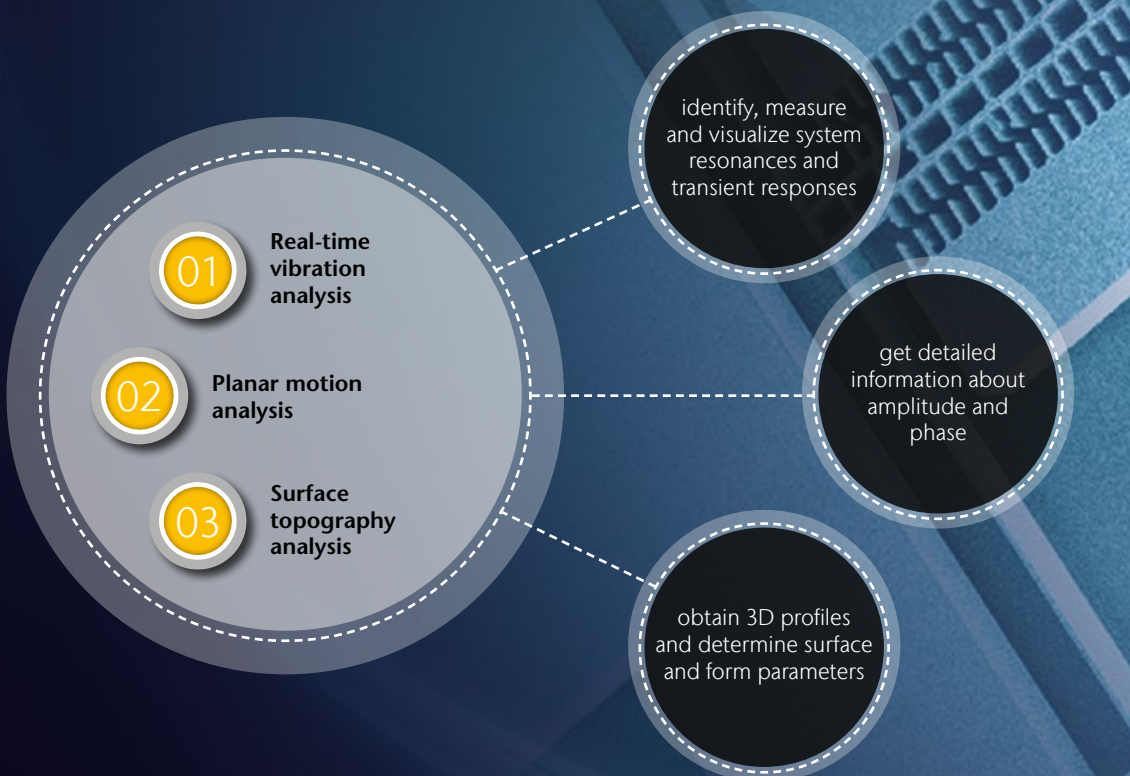 01
Real-time
vibration
analysis
identify, measure
and visualize system
resonances and
transient responses
02
Planar motion
analysis
get detailed
information about
amplitude and
phase
03
Surface
topography
analysis
obtain 3D profiles
and determine surface
and form parameters